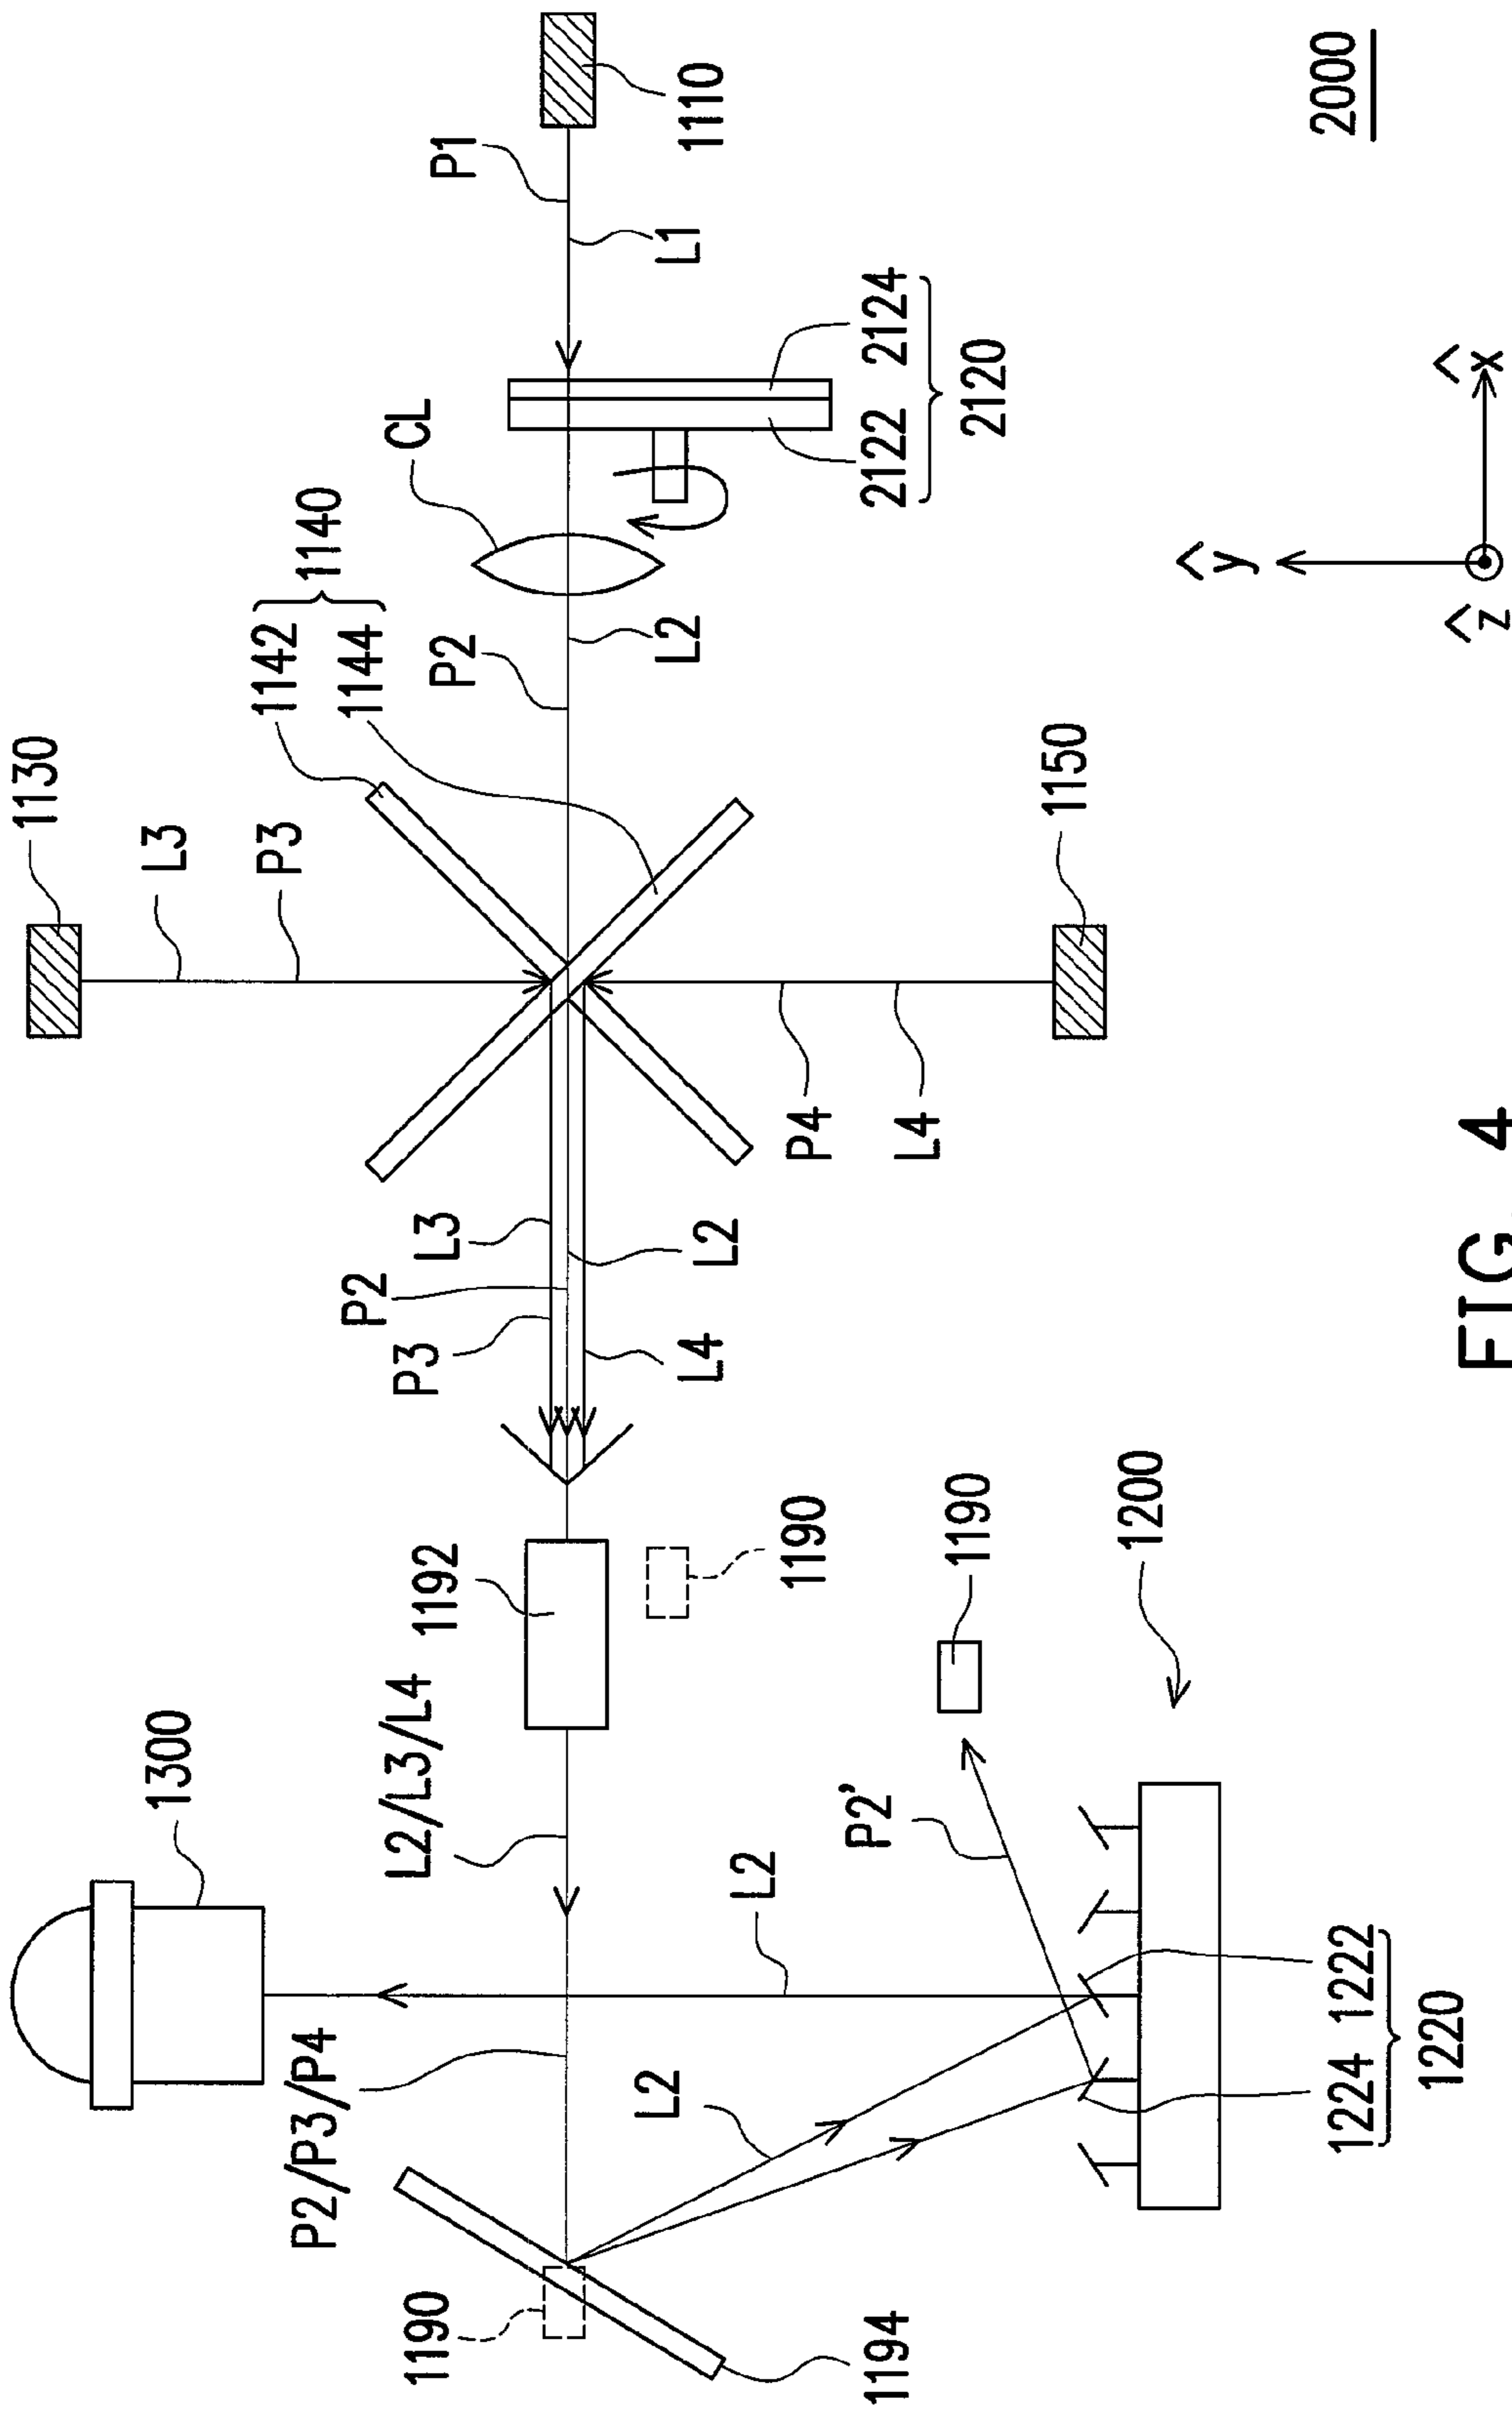 1130
L3
P3
1142
1144
1140
CL
P1
1110
L1
P2
L2
2122 2124
2120
1150
P4
L4
L3
P2
P3
L2
L4
1192
1190
1190
1200
1300
L2/L3/L4
P2'
L2
P2/P3/P4
L2
1190
1194
1224 1222
1220
ŷ
x̂
ẑ
2000
FIG. 4